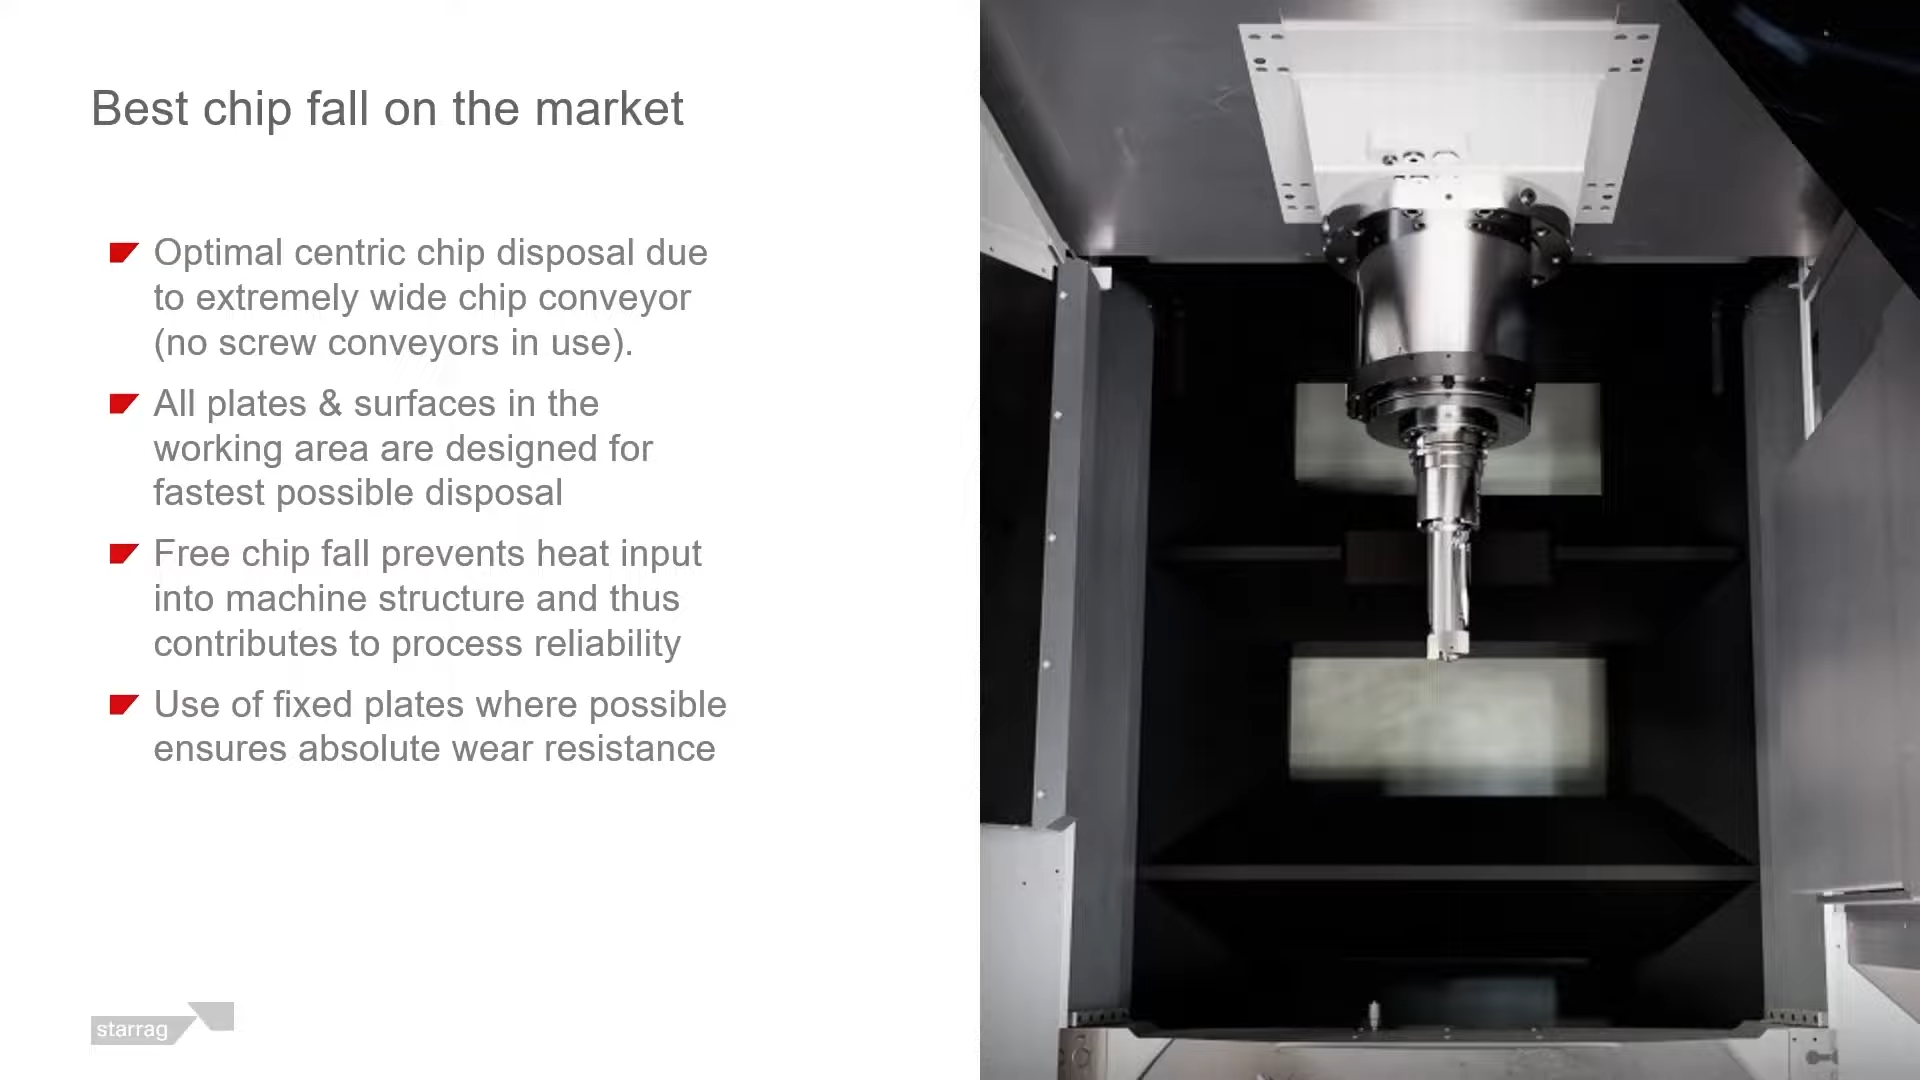 Best chip fall on the market
Optimal centric chip disposal due
to extremely wide chip conveyor
(no screw conveyors in use).
All plates & surfaces in the
working area are designed for
fastest possible disposal
Free chip fall prevents heat input
into machine structure and thus
contributes to process reliability
Use of fixed plates where possible
ensures absolute wear resistance
starrag